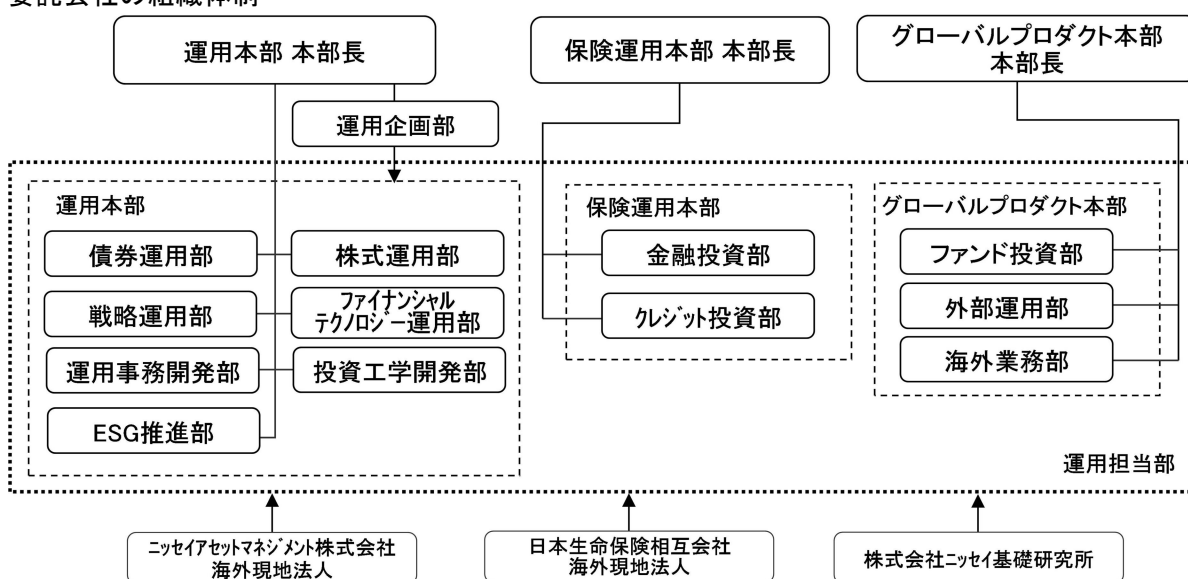 委託会社の組織体制
運用本部 本部長
保険運用本部 本部長
グローバルプロダクト本部
本部長
運用企画部
運用本部
債券運用部
株式運用部
戦略運用部
ファイナンシャル
テクノロジー運用部
運用事務開発部
投資工学開発部
ESG推進部
保険運用本部
金融投資部
クレジット投資部
グローバルプロダクト本部
ファンド投資部
外部運用部
海外業務部
運用担当部
ニッセイアセットマネジメント株式会社
海外現地法人
日本生命保険相互会社
海外現地法人
株式会社ニッセイ基礎研究所